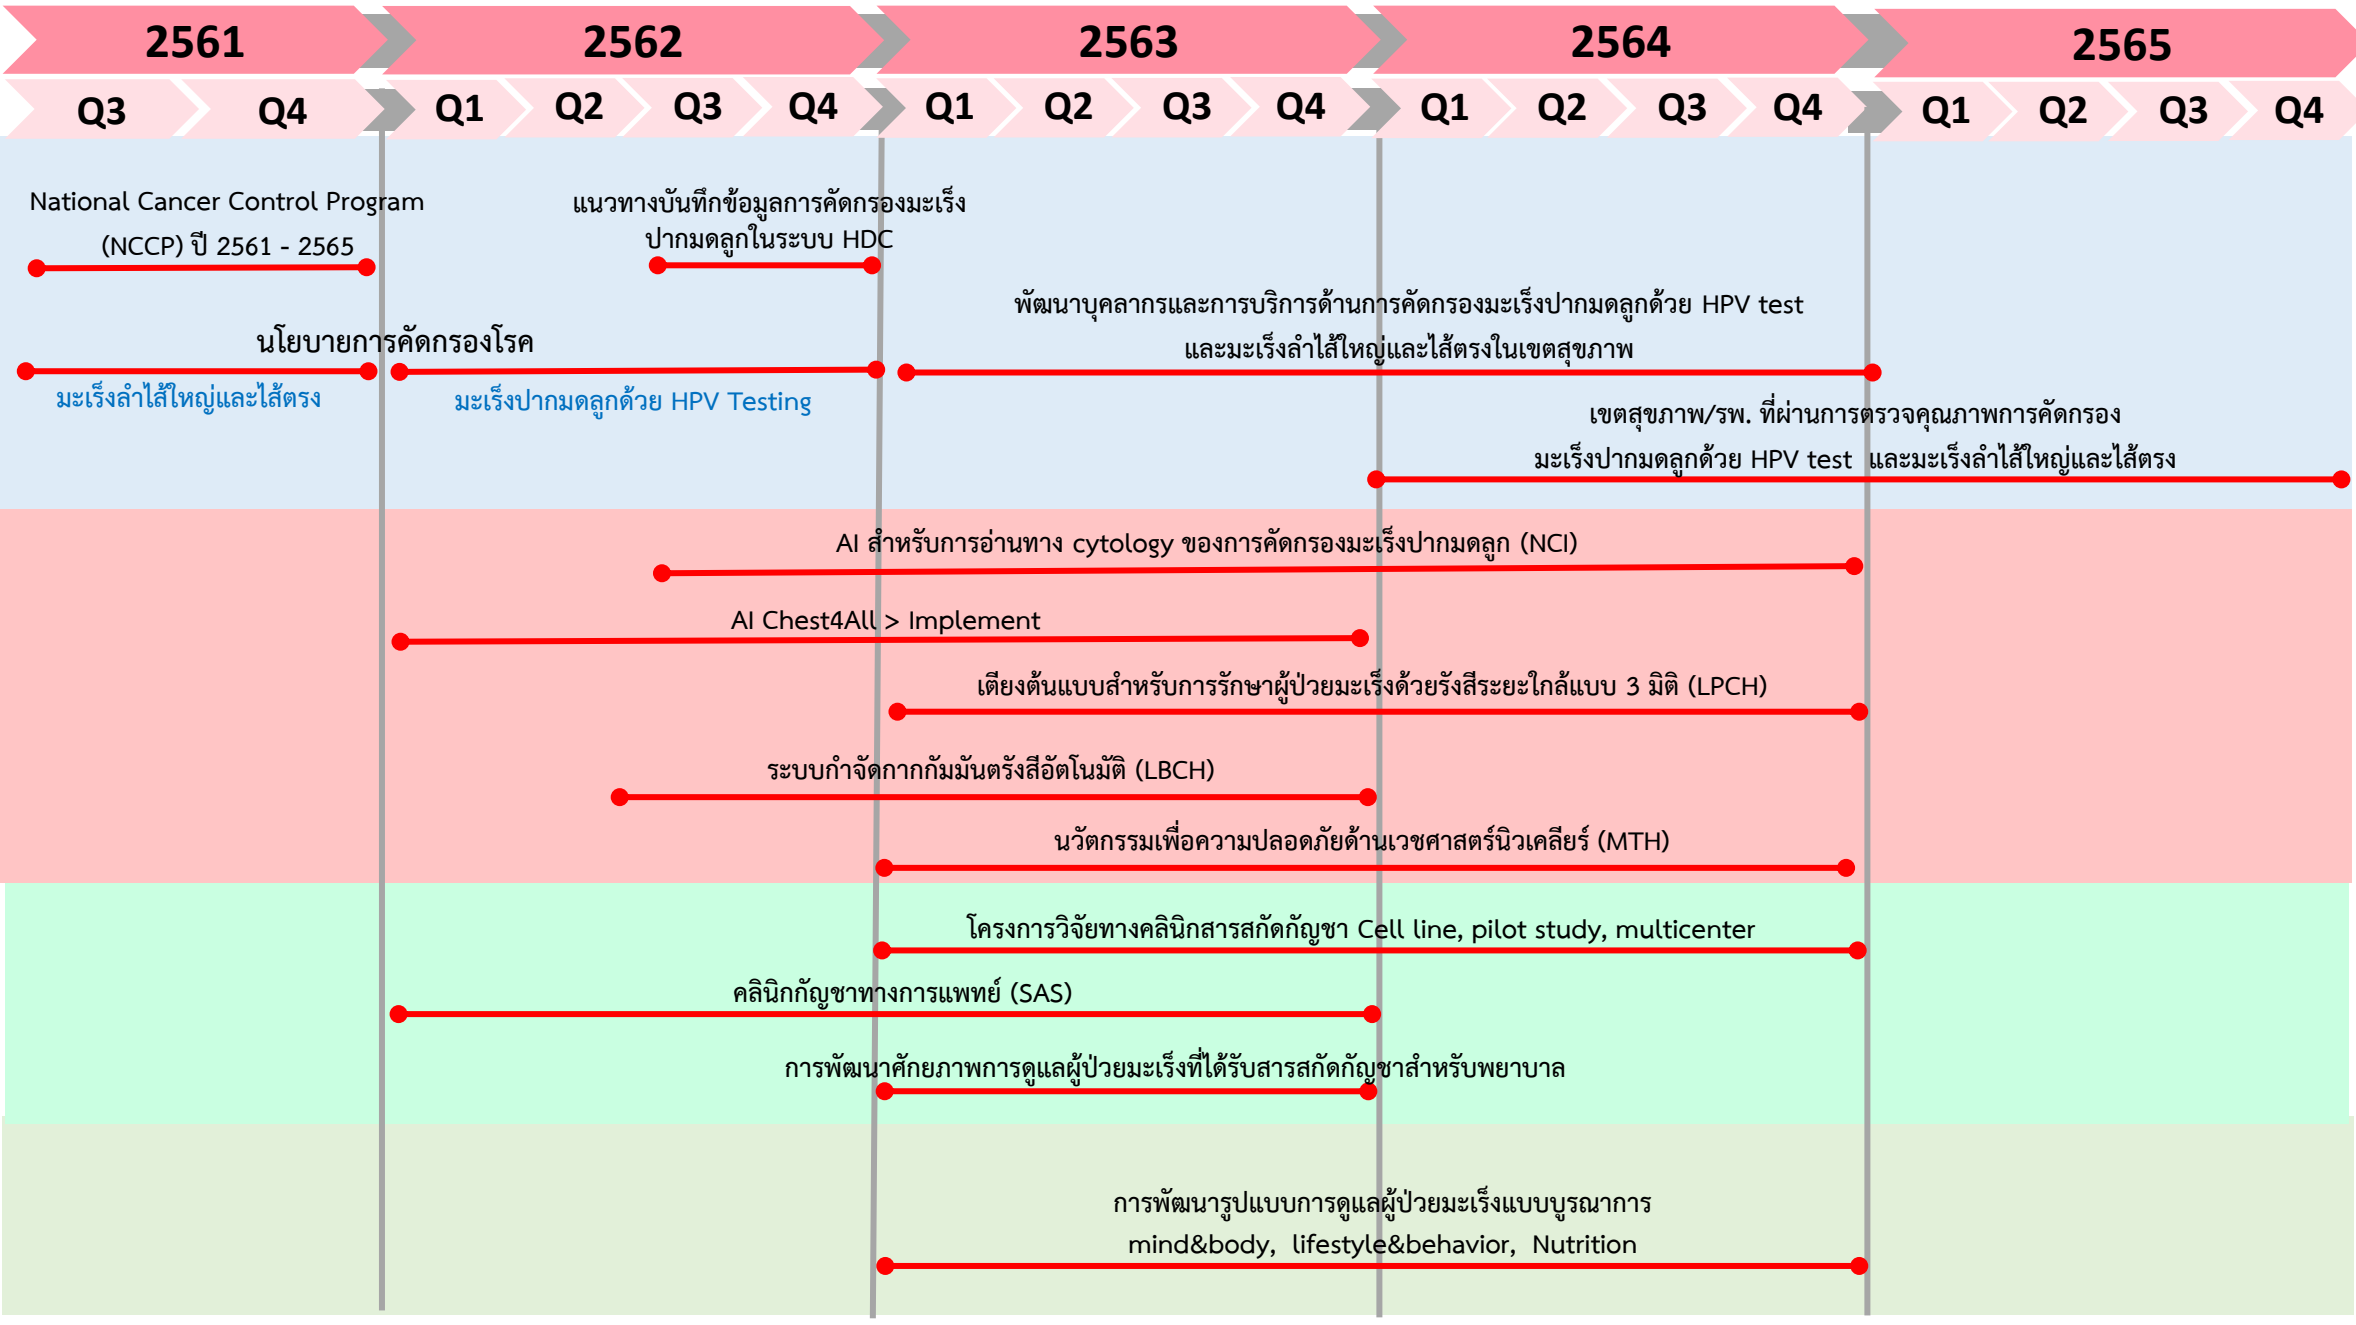 2561 2562 2563 2564 2565
Q3 Q4 Q1 Q2 Q3 Q4 Q1 Q2 Q3 Q4 Q1 Q2 Q3 Q4 Q1 Q2 Q3 Q4
National Cancer Control Program
(NCCP) ปี 2561 - 2565
แนวทางบันทึกข้อมูลการคัดกรองมะเร็ง
ปากมดลูกในระบบ HDC
พัฒนาบุคลากรและการบริการด้านการคัดกรองมะเร็งปากมดลูกด้วย HPV test
และมะเร็งลำไส้ใหญ่และไส้ตรงในเขตสุขภาพ
นโยบายการคัดกรองโรค
มะเร็งลำไส้ใหญ่และไส้ตรง
มะเร็งปากมดลูกด้วย HPV Testing
เขตสุขภาพ/รพ. ที่ผ่านการตรวจคุณภาพการคัดกรอง
มะเร็งปากมดลูกด้วย HPV test และมะเร็งลำไส้ใหญ่และไส้ตรง
AI สำหรับการอ่านทาง cytology ของการคัดกรองมะเร็งปากมดลูก (NCI)
AI Chest4All > Implement
เตียงต้นแบบสำหรับการรักษาผู้ป่วยมะเร็งด้วยรังสีระยะใกล้แบบ 3 มิติ (LPCH)
ระบบกำจัดกากกัมมันตรังสีอัตโนมัติ (LBCH)
นวัตกรรมเพื่อความปลอดภัยด้านเวชศาสตร์นิวเคลียร์ (MTH)
โครงการวิจัยทางคลินิกสารสกัดกัญชา Cell line, pilot study, multicenter
คลินิกกัญชาทางการแพทย์ (SAS)
การพัฒนาศักยภาพการดูแลผู้ป่วยมะเร็งที่ได้รับสารสกัดกัญชาสำหรับพยาบาล
การพัฒนารูปแบบการดูแลผู้ป่วยมะเร็งแบบบูรณาการ
mind&body, lifestyle&behavior, Nutrition